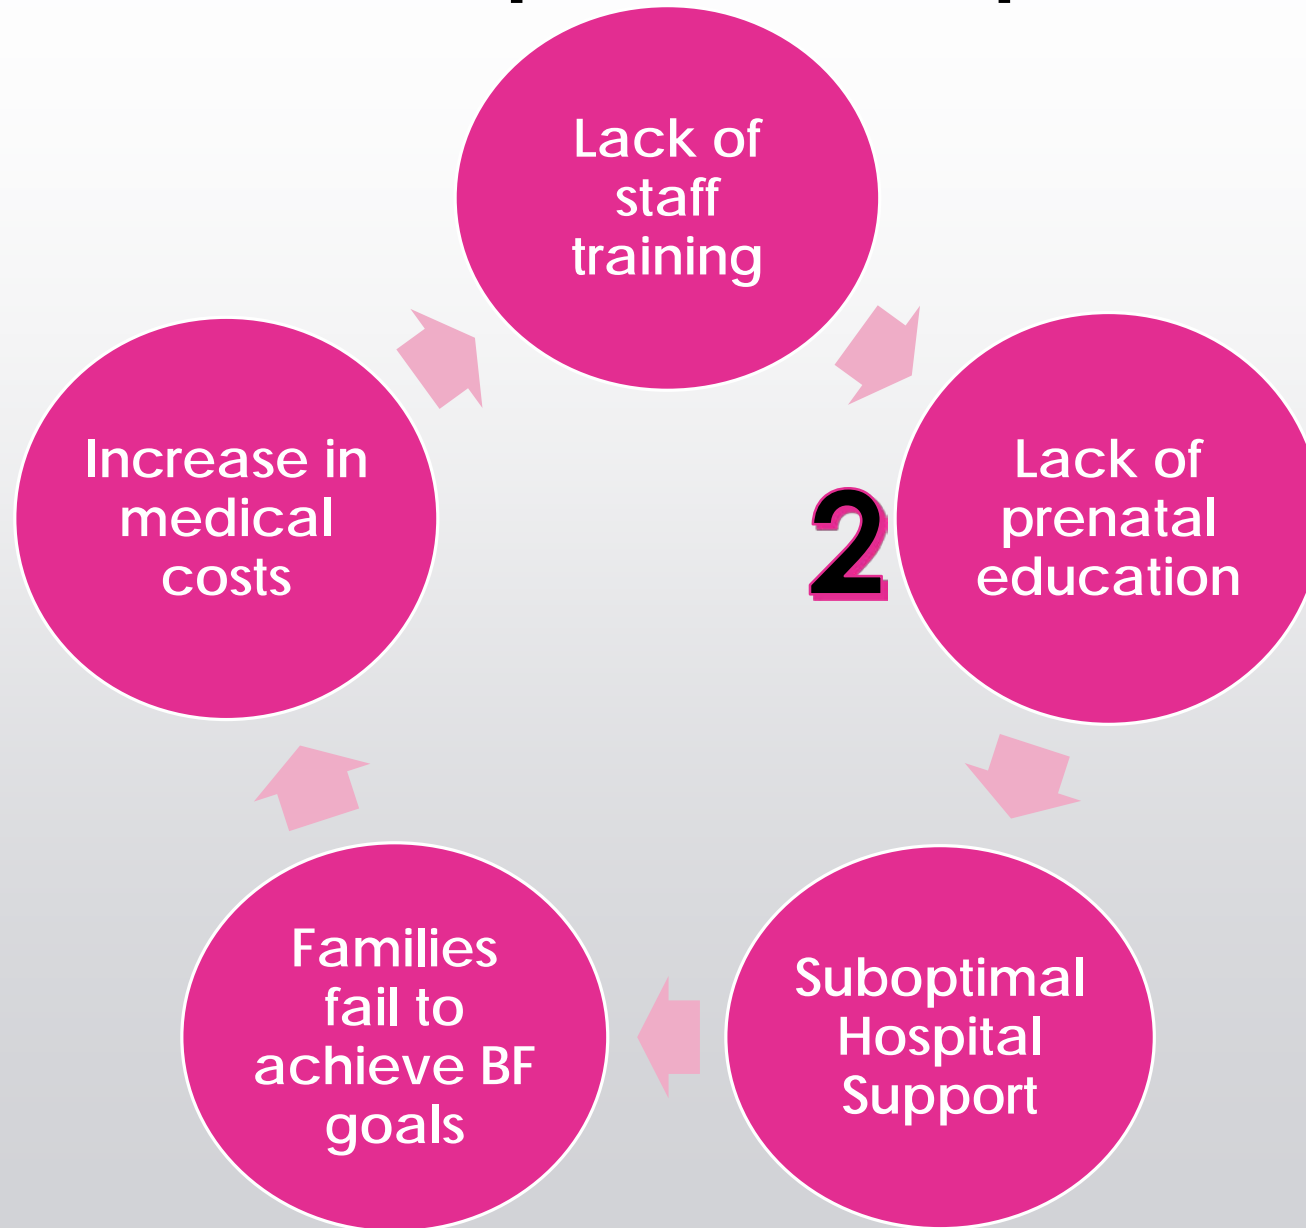 Lack of
staff
training
2
Lack of
prenatal
education
Suboptimal
Hospital
Support
Families
fail to
achieve BF
goals
Increase in
medical
costs